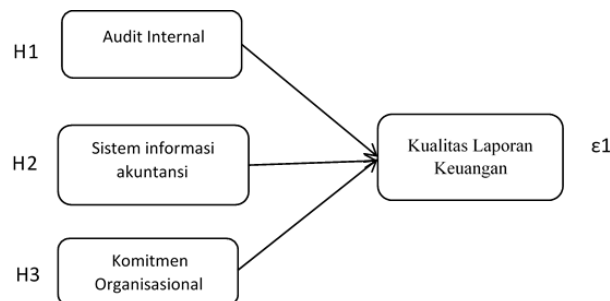 H1
Audit Internal
H2
Sistem informasi
akuntansi
Kualitas Laporan
Keuangan
ε1
H3
Komitmen
Organisasional